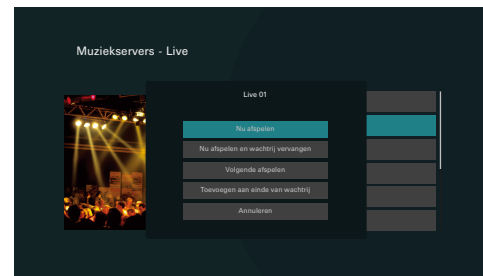 Muziekservers - Live
Live 01
Nu afspelen
Nu afspelen en wachtrij vervangen
Volgende afspelen
Toevoegen aan einde van wachtrij
Annuleren